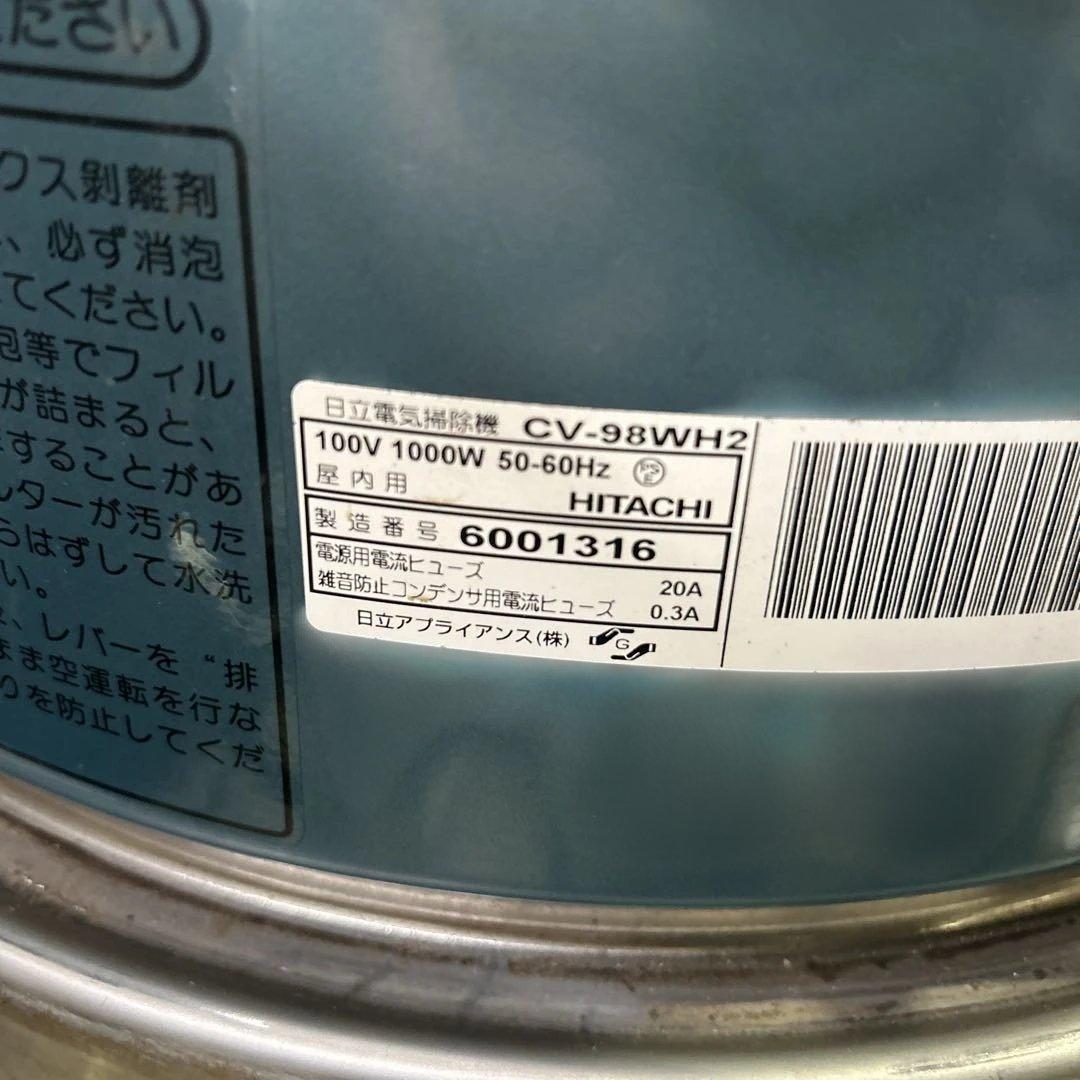 ださい
クス剥離剤
、必ず消泡
てください。
泡等でフィル
が詰まると、
することがあ
ルターが汚れた
らはずして水洗
い。
、レバーを“排
まま空運転を行な
りを防止してくだ
日立電気掃除機 CV-98WH2
100V 1000W 50-60Hz PSE
屋内用 HITACHI
製造番号 6001316
電源用電流ヒューズ 20A
雑音防止コンデンサ用電流ヒューズ 0.3A
日立アプライアンス(株) G